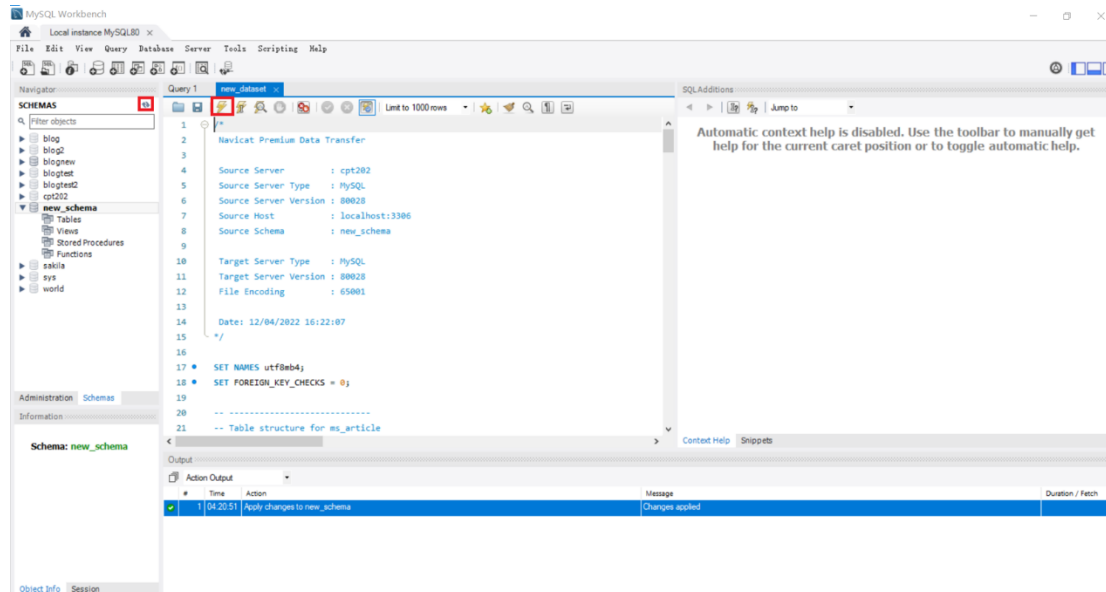 MySQL Workbench
Local instance MySQL80
File Edit View Query Database Server Tools Scripting Help
Navigator
SCHEMAS
Filter objects
blog
blog2
blognew
blogtest
blogtest2
cpt202
new_schema
Tables
Views
Stored Procedures
Functions
sakila
sys
world
Administration Schemas
Information
Schema: new_schema
Object Info Session
Query 1 new_dataset
Limit to 1000 rows
1 /*
2 Navicat Premium Data Transfer
3
4 Source Server : cpt202
5 Source Server Type : MySQL
6 Source Server Version : 80028
7 Source Host : localhost:3306
8 Source Schema : new_schema
9
10 Target Server Type : MySQL
11 Target Server Version : 80028
12 File Encoding : 65001
13
14 Date: 12/04/2022 16:22:07
15 */
16
17 SET NAMES utf8mb4;
18 SET FOREIGN_KEY_CHECKS = 0;
19
20 -- ----------------------------
21 -- Table structure for ms_article
SQLAdditions
Jump to
Automatic context help is disabled. Use the toolbar to manually get
help for the current caret position or to toggle automatic help.
Context Help Snippets
Output
Action Output
# Time Action Message Duration / Fetch
1 04:20:51 Apply changes to new_schema Changes applied